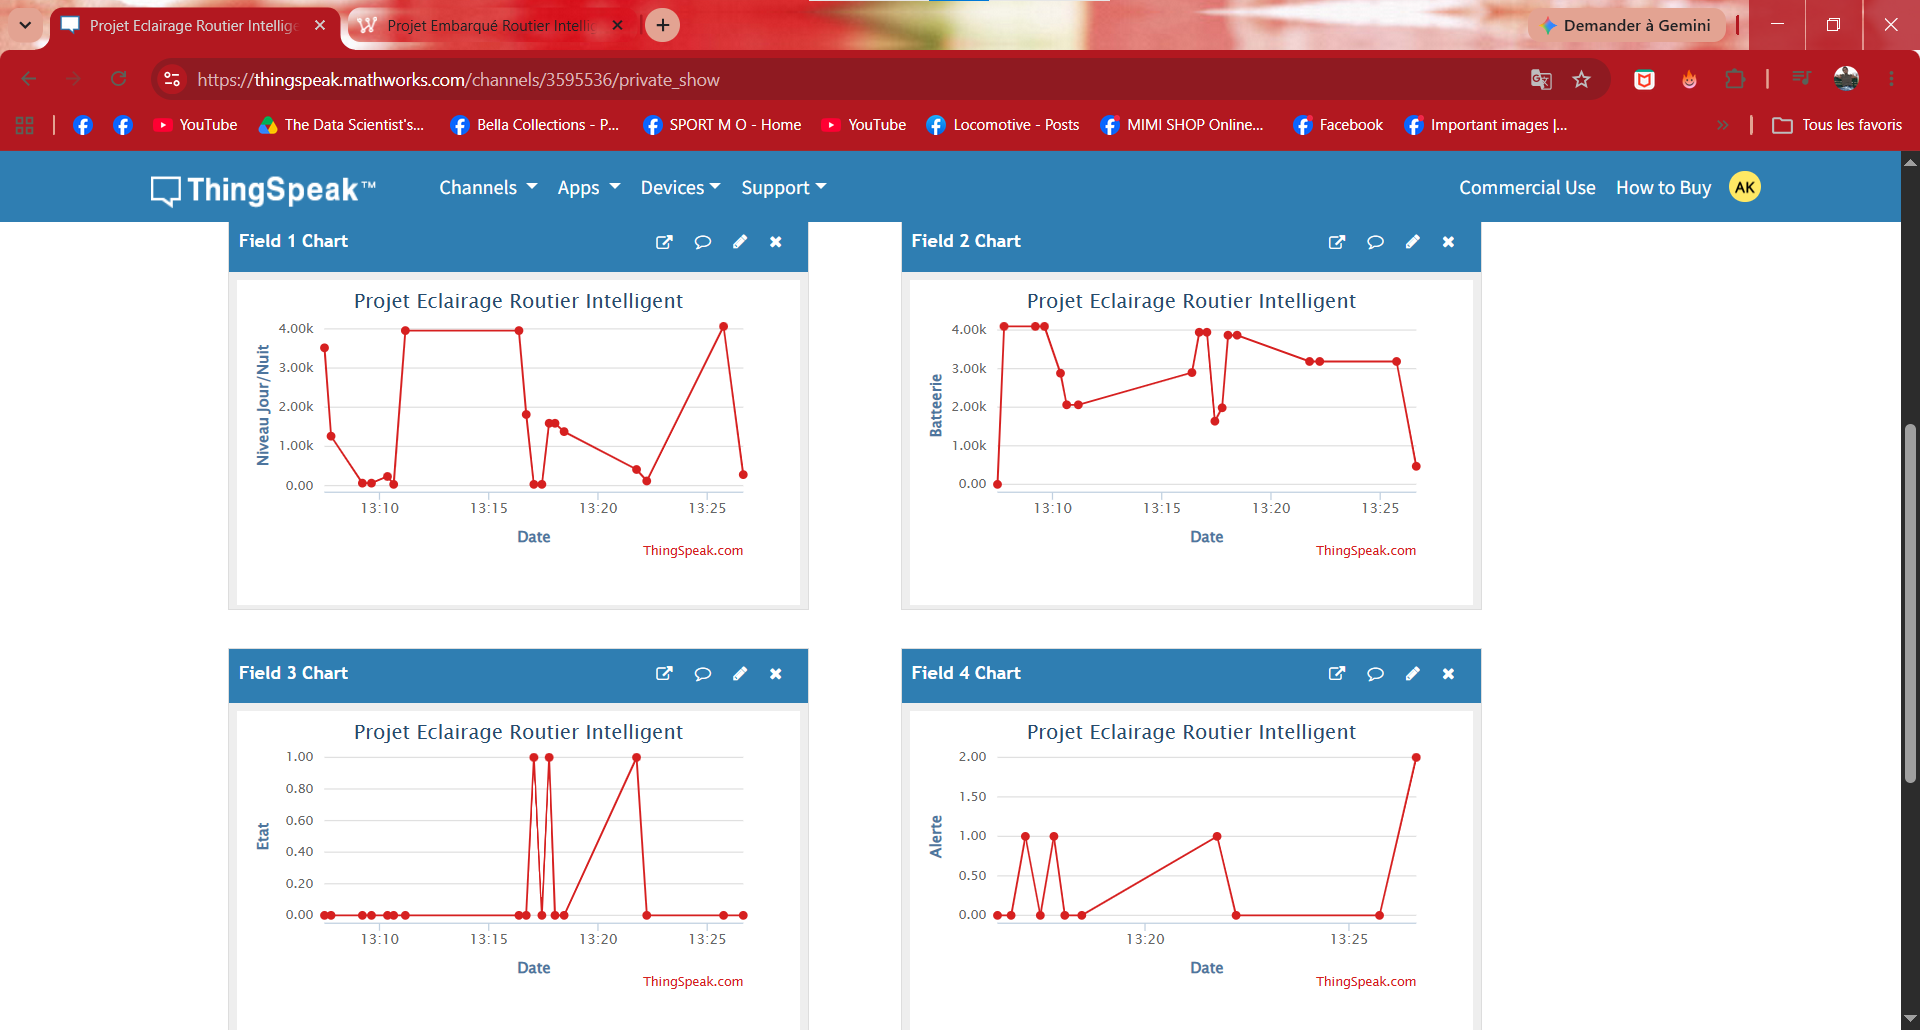 Projet Eclairage Routier Intellige
Projet Embarqué Routier Intelli
Demander à Gemini
https://thingspeak.mathworks.com/channels/3595536/private_show
YouTube
The Data Scientist's...
Bella Collections - P...
SPORT M O - Home
YouTube
Locomotive - Posts
MIMI SHOP Online...
Facebook
Important images |...
»
Tous les favoris
ThingSpeak™
Channels
Apps
Devices
Support
Commercial Use
How to Buy
AK
Field 1 Chart
Projet Eclairage Routier Intelligent
Niveau Jour/Nuit
4.00k
3.00k
2.00k
1.00k
0.00
13:10
13:15
13:20
13:25
Date
ThingSpeak.com
Field 2 Chart
Projet Eclairage Routier Intelligent
Batteerie
4.00k
3.00k
2.00k
1.00k
0.00
13:10
13:15
13:20
13:25
Date
ThingSpeak.com
Field 3 Chart
Projet Eclairage Routier Intelligent
Etat
1.00
0.80
0.60
0.40
0.20
0.00
13:10
13:15
13:20
13:25
Date
ThingSpeak.com
Field 4 Chart
Projet Eclairage Routier Intelligent
Alerte
2.00
1.50
1.00
0.50
0.00
13:20
13:25
Date
ThingSpeak.com